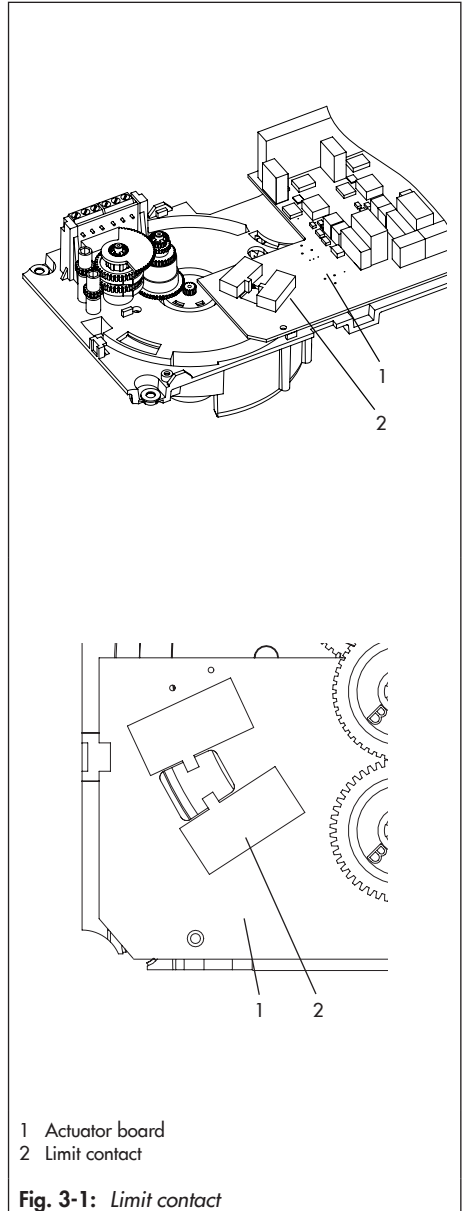 1
2
1 2
1 Actuator board
2 Limit contact
Fig. 3-1: Limit contact